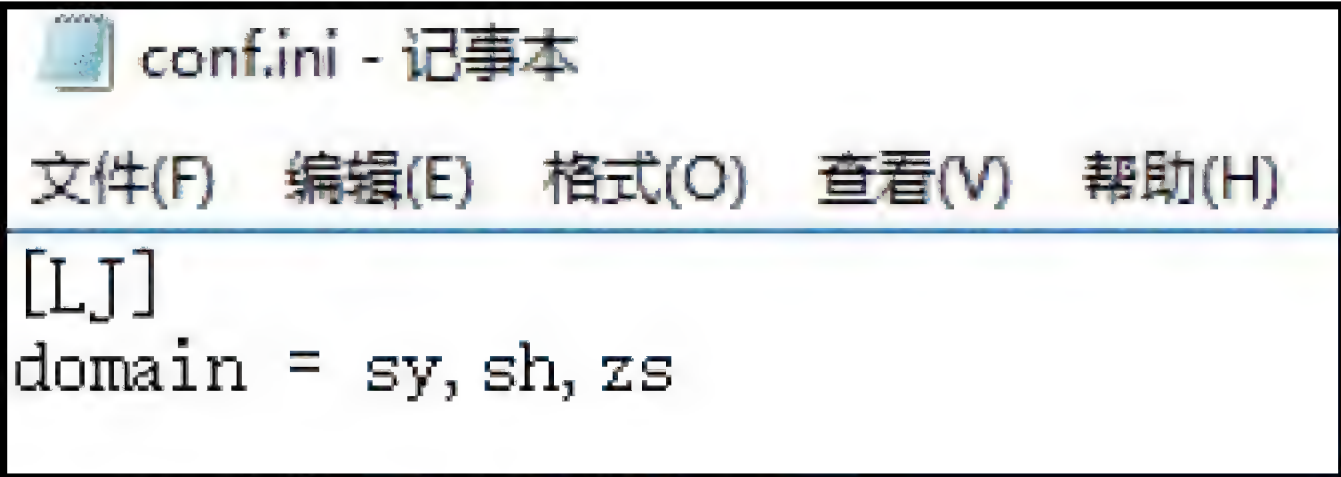 conf.ini - 记事本
文件(F) 编辑(E) 格式(O) 查看(V) 帮助(H)
[LJ]
domain = sy, sh, zs